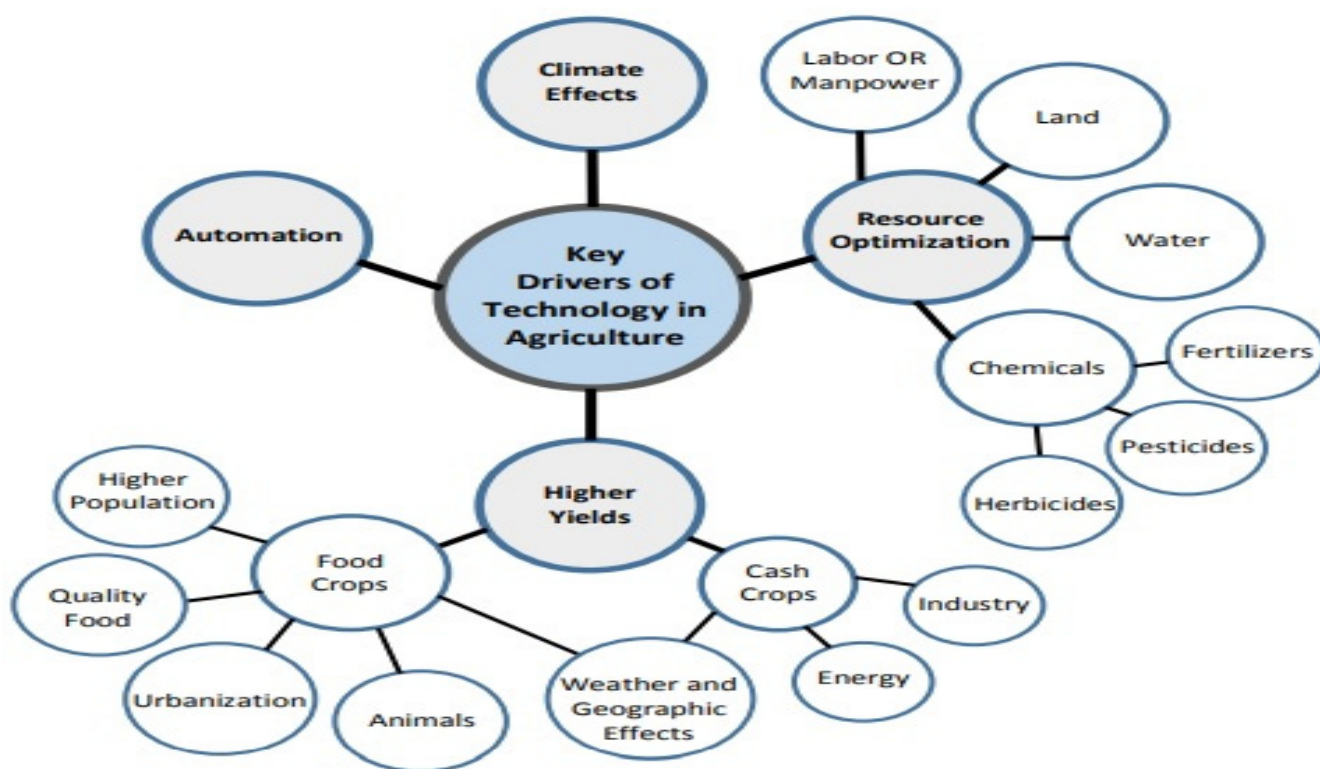 Climate
Effects
Labor OR
Manpower
Land
Automation
Resource
Optimization
Water
Key
Drivers of
Technology in
Agriculture
Chemicals
Fertilizers
Pesticides
Herbicides
Higher
Yields
Higher
Population
Food
Crops
Cash
Crops
Quality
Food
Industry
Urbanization
Animals
Weather and
Geographic
Effects
Energy